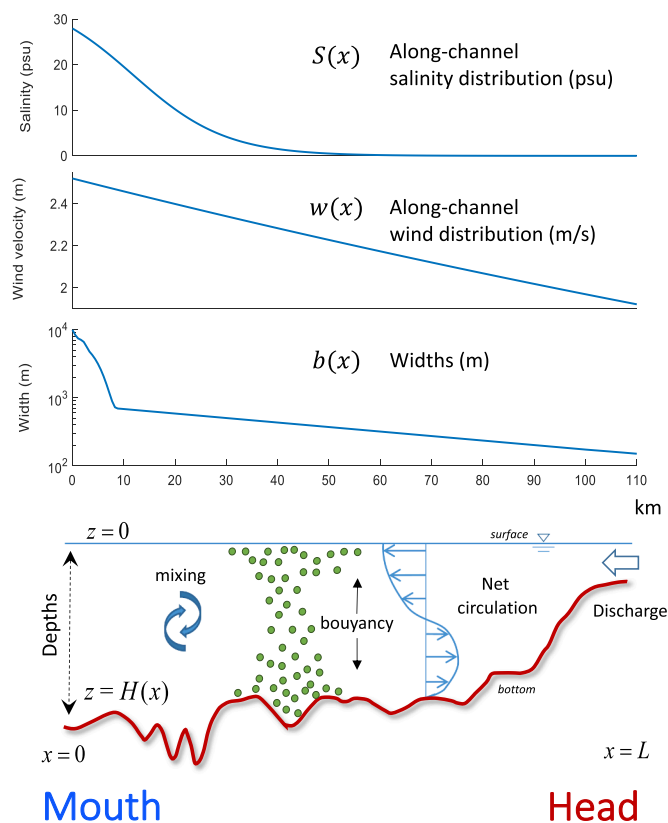 30
20
10
0
Salinity (psu)
S(x) Along-channel
salinity distribution (psu)
2.4
2.2
2
Wind velocity (m)
w(x) Along-channel
wind distribution (m/s)
10^4
10^3
10^2
Width (m)
b(x) Widths (m)
0 10 20 30 40 50 60 70 80 90 100 110
km
z = 0
surface
mixing
Net
circulation
Discharge
bouyancy
Depths
z = H(x)
bottom
x = 0
x = L
Mouth
Head